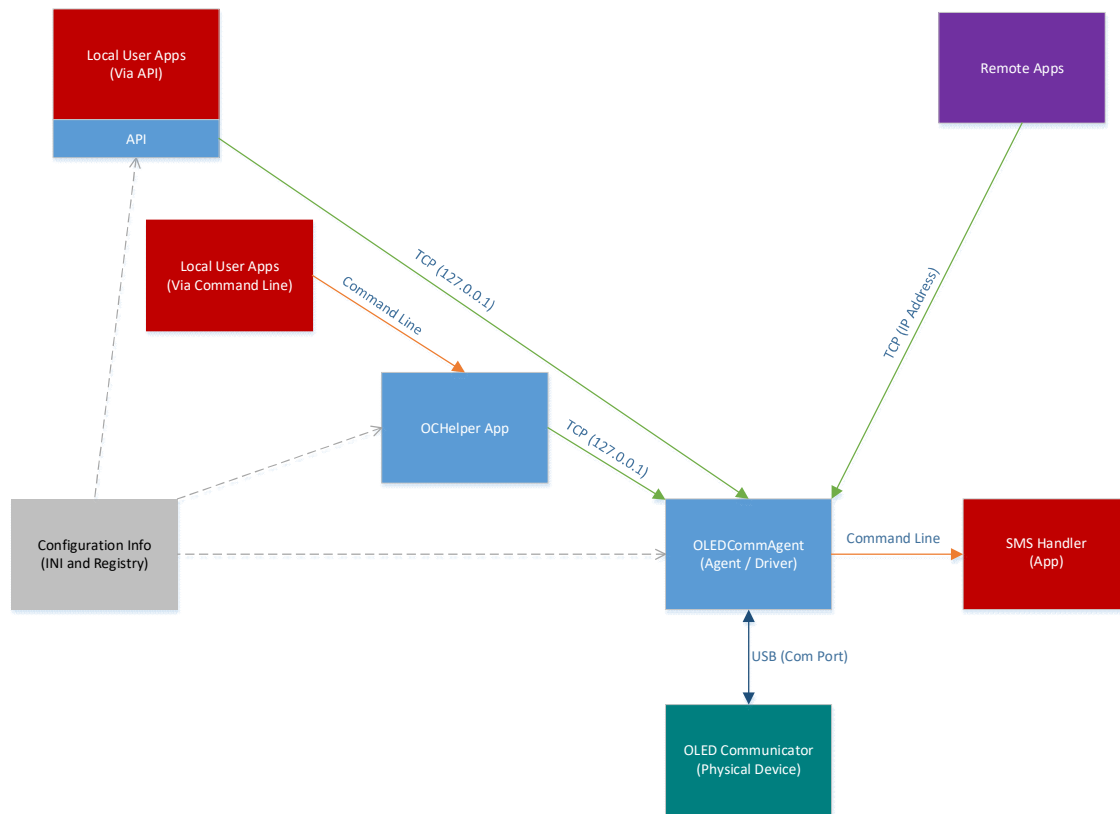 Local User Apps
(Via API)
API
Remote Apps
Local User Apps
(Via Command Line)
TCP (127.0.0.1)
Command Line
TCP (IP Address)
OCHelper App
TCP (127.0.0.1)
Configuration Info
(INI and Registry)
OLEDCommAgent
(Agent / Driver)
Command Line
SMS Handler
(App)
USB (Com Port)
OLED Communicator
(Physical Device)